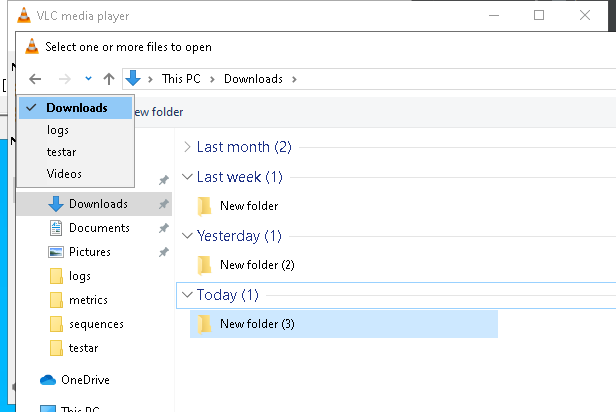 VLC media player
Select one or more files to open
This PC > Downloads >
Downloads
ew folder
logs
testar
Videos
Downloads
Documents
Pictures
logs
metrics
sequences
testar
OneDrive
This PC
Last month (2)
Last week (1)
New folder
Yesterday (1)
New folder (2)
Today (1)
New folder (3)